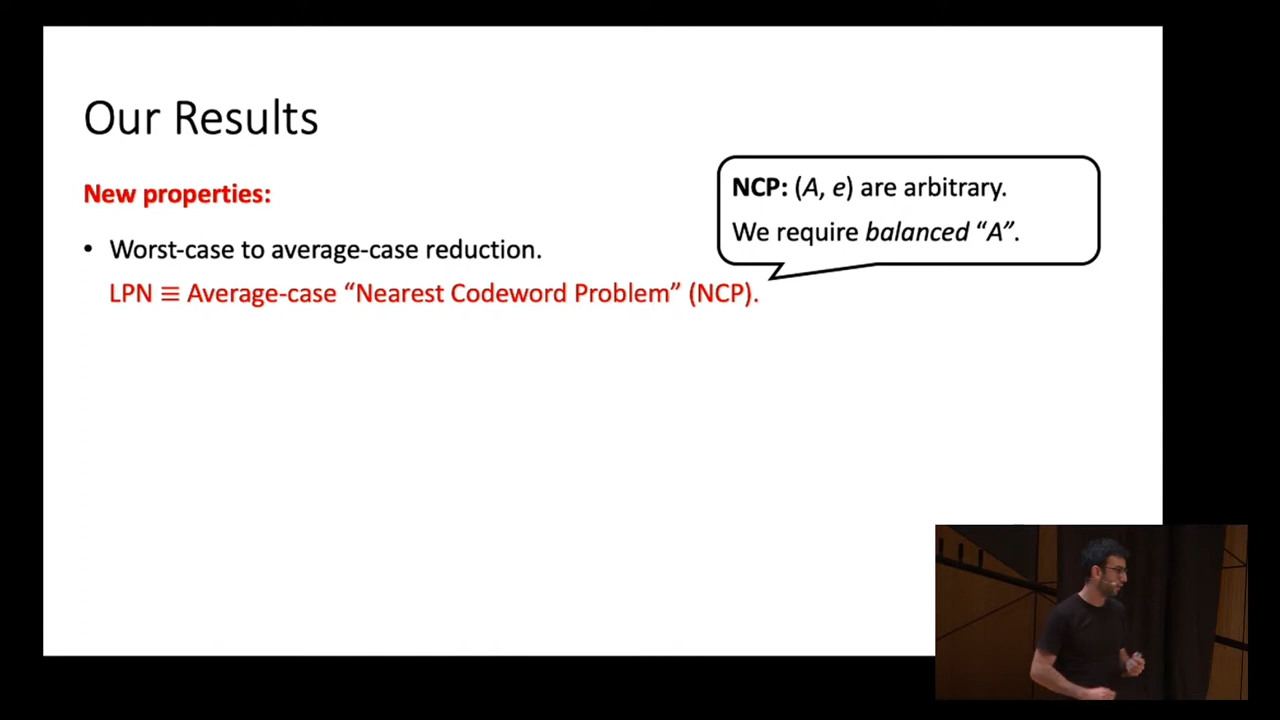 Our Results
New properties:
• Worst-case to average-case reduction.
LPN ≡ Average-case “Nearest Codeword Problem” (NCP).
NCP: (A, e) are arbitrary.
We require balanced “A”.